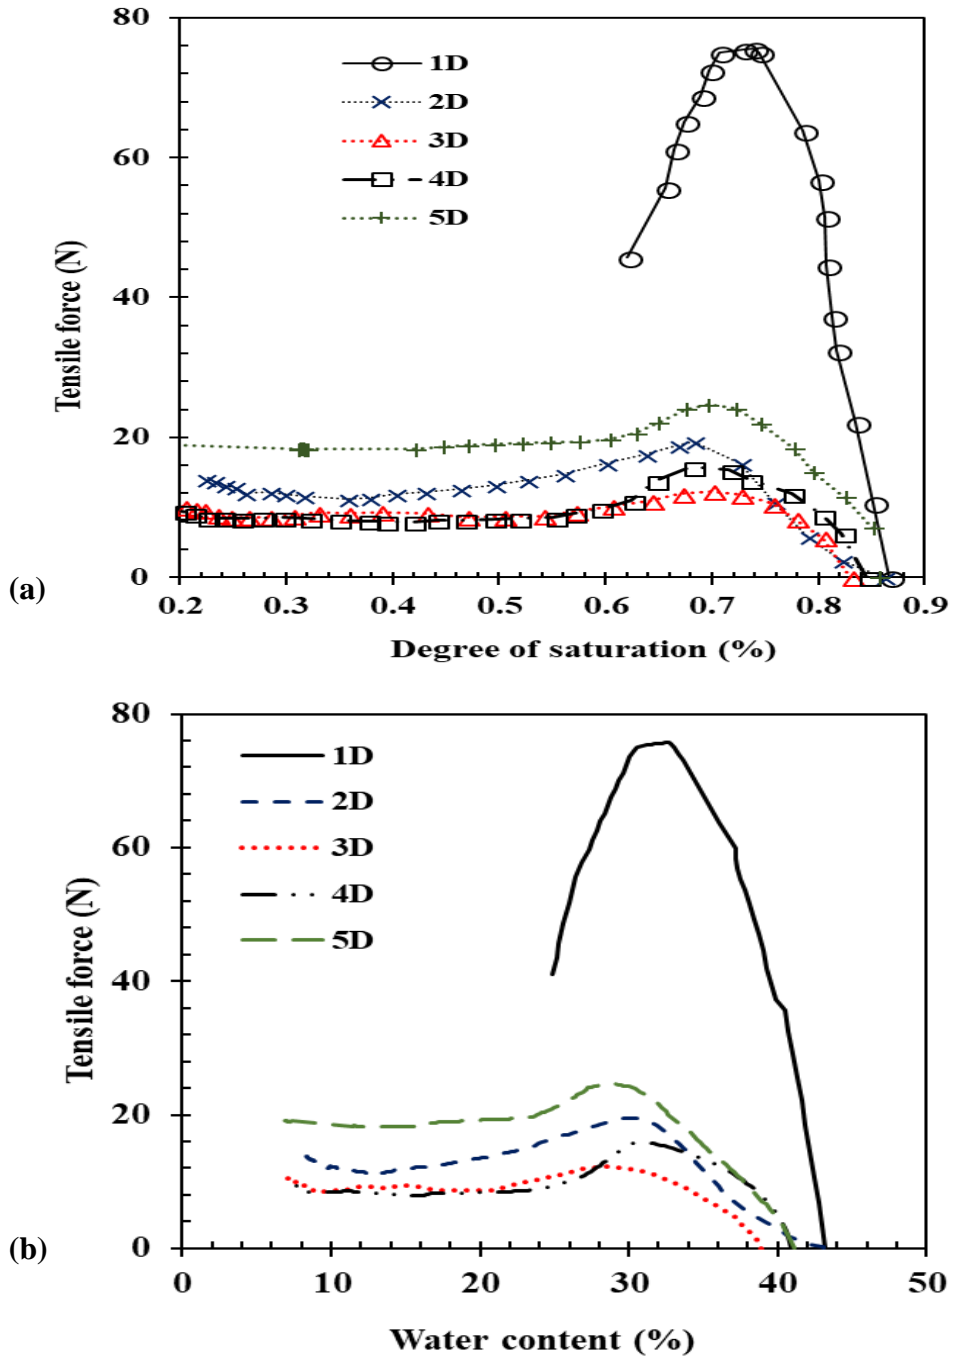 80
1D
2D
3D
4D
5D
60
40
20
0
Tensile force (N)
(a)
0.2 0.3 0.4 0.5 0.6 0.7 0.8 0.9
Degree of saturation (%)
80
1D
2D
3D
4D
5D
60
40
20
0
Tensile force (N)
(b)
0 10 20 30 40 50
Water content (%)